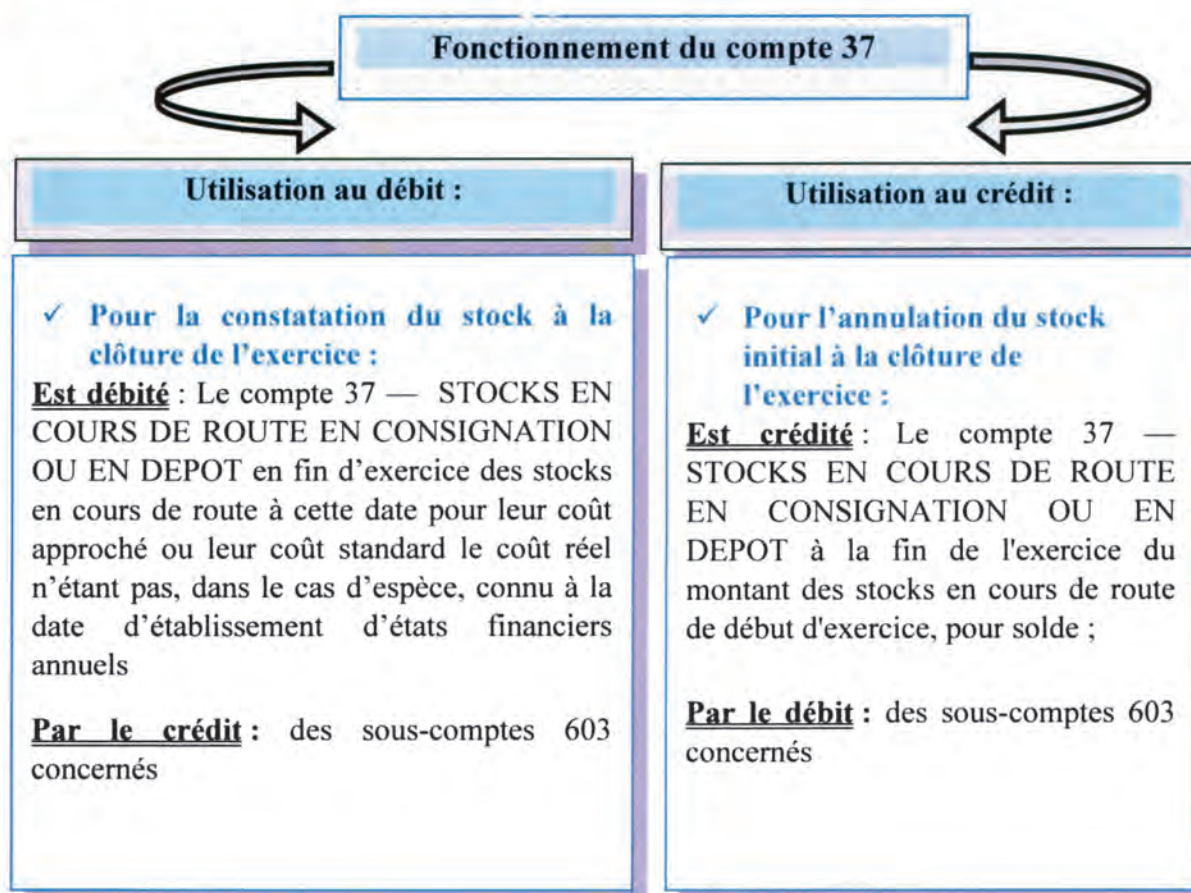 Fonctionnement du compte 37
Utilisation au débit :
✓ Pour la constatation du stock à la
clôture de l’exercice :
Est débité : Le compte 37 — STOCKS EN
COURS DE ROUTE EN CONSIGNATION
OU EN DEPOT en fin d’exercice des stocks
en cours de route à cette date pour leur coût
approché ou leur coût standard le coût réel
n’étant pas, dans le cas d’espèce, connu à la
date d’établissement d’états financiers
annuels
Par le crédit : des sous-comptes 603
concernés
Utilisation au crédit :
✓ Pour l’annulation du stock
initial à la clôture de
l’exercice :
Est crédité : Le compte 37 —
STOCKS EN COURS DE ROUTE
EN CONSIGNATION OU EN
DEPOT à la fin de l'exercice du
montant des stocks en cours de route
de début d'exercice, pour solde ;
Par le débit : des sous-comptes 603
concernés